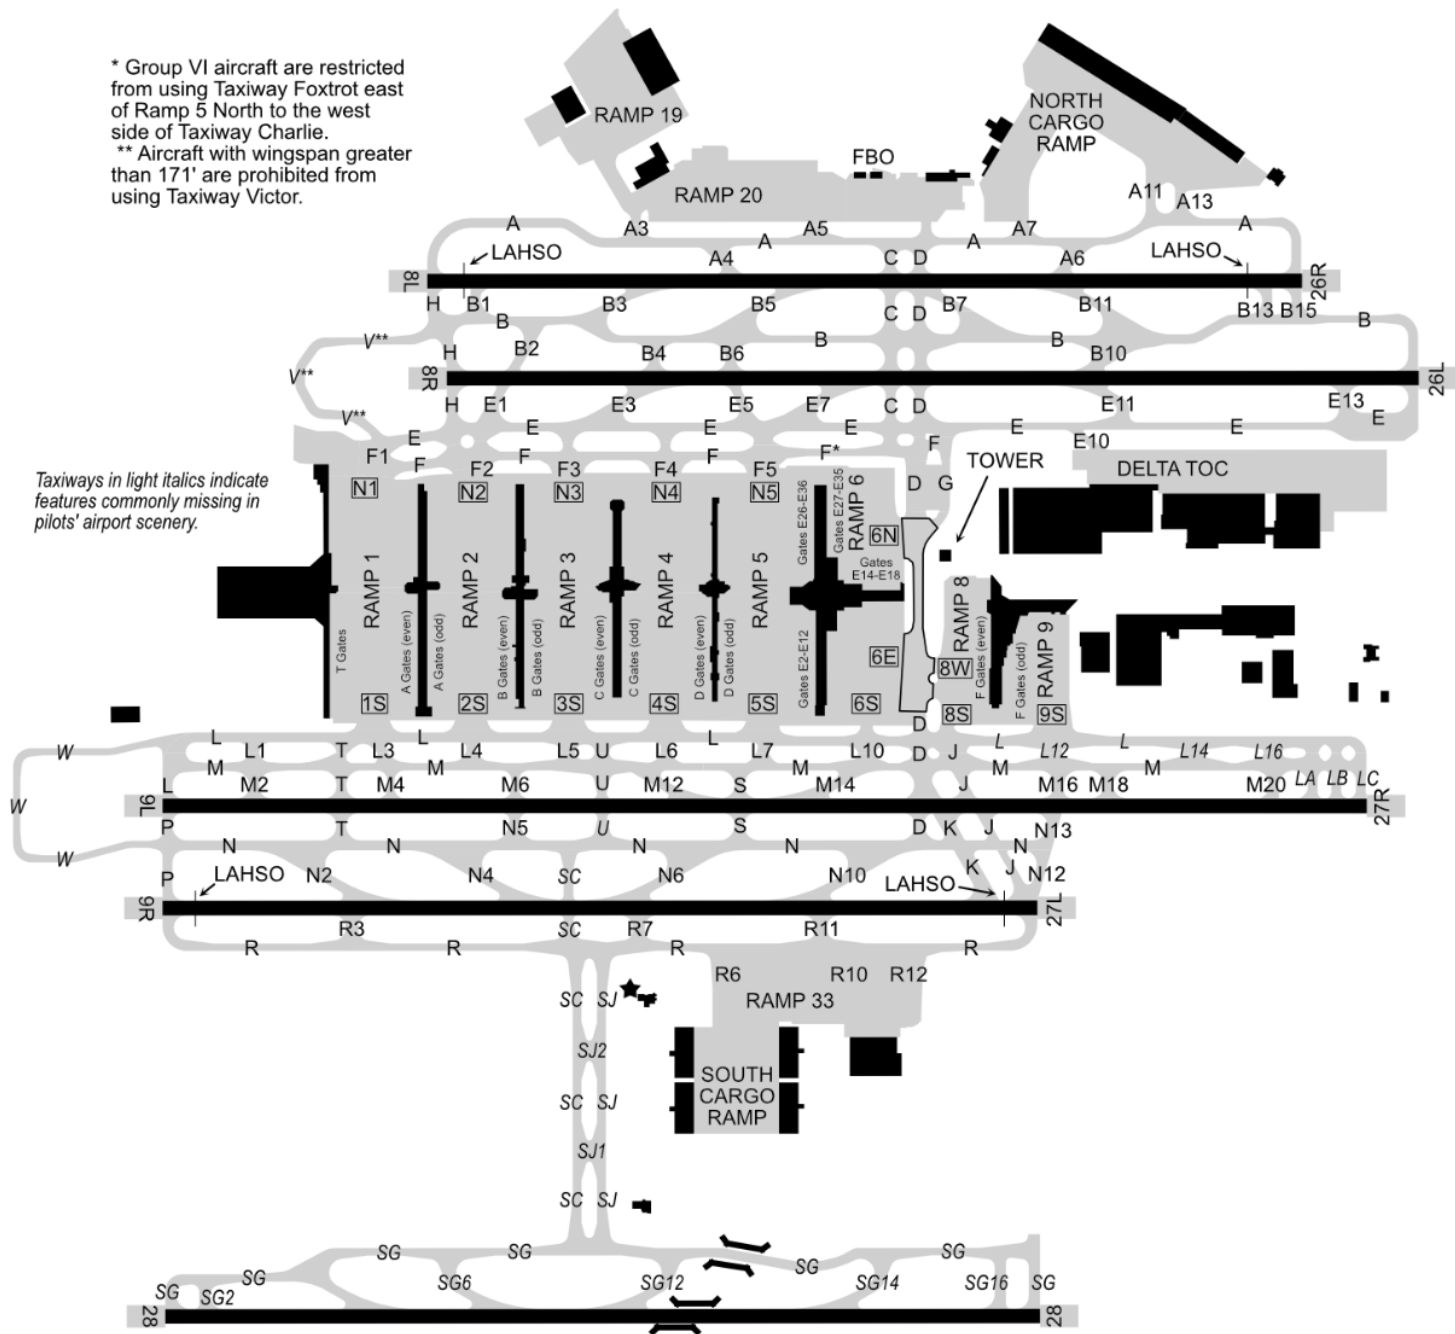 * Group VI aircraft are restricted
from using Taxiway Foxtrot east
of Ramp 5 North to the west
side of Taxiway Charlie.
** Aircraft with wingspan greater
than 171' are prohibited from
using Taxiway Victor.
RAMP 19
NORTH
CARGO
RAMP
FBO
RAMP 20
A11
A13
A
A3
A5
A
A
A7
A
LAHSO
A4
C
D
A6
LAHSO
8L
26R
H
B1
B3
B5
C
D
B7
B11
B13
B15
B
B
V**
H
B2
B4
B6
B
B
B10
V**
8R
26L
V**
H
E1
E3
E5
E7
C
D
E11
E13
E
E
E
E
E
E
E
E10
F1
F
F2
F
F3
F4
F
F5
F*
F
TOWER
DELTA TOC
Taxiways in light italics indicate
features commonly missing in
pilots' airport scenery.
N1
N2
N3
N4
N5
D
G
Gates E26-E36
Gates E27-E35
RAMP 6
6N
Gates
E14-E18
RAMP 1
RAMP 2
RAMP 3
RAMP 4
RAMP 5
RAMP 8
RAMP 9
T Gates
A Gates (even)
A Gates (odd)
B Gates (even)
B Gates (odd)
C Gates (even)
C Gates (odd)
D Gates (even)
D Gates (odd)
Gates E2-E12
6E
8W
F Gates (even)
F Gates (odd)
1S
2S
3S
4S
5S
6S
8S
9S
D
W
L
L1
T
L3
L
L4
L5
U
L6
L
L7
L10
D
J
L
L12
L
L14
L16
M
M
M
M
M
W
L
M2
T
M4
M6
U
M12
S
M14
J
M16
M18
M20
LA
LB
LC
9L
27R
P
T
N5
U
S
D
K
J
N13
W
N
N
N
N
N
P
LAHSO
N2
N4
SC
N6
N10
LAHSO
K
J
N12
9R
27L
R3
SC
R7
R11
R
R
R
R
R6
R10
R12
SC
SJ
RAMP 33
SJ2
SOUTH
CARGO
RAMP
SC
SJ
SJ1
SC
SJ
SG
SG
SG
SG
SG
SG
SG2
SG6
SG12
SG14
SG16
SG
28
28